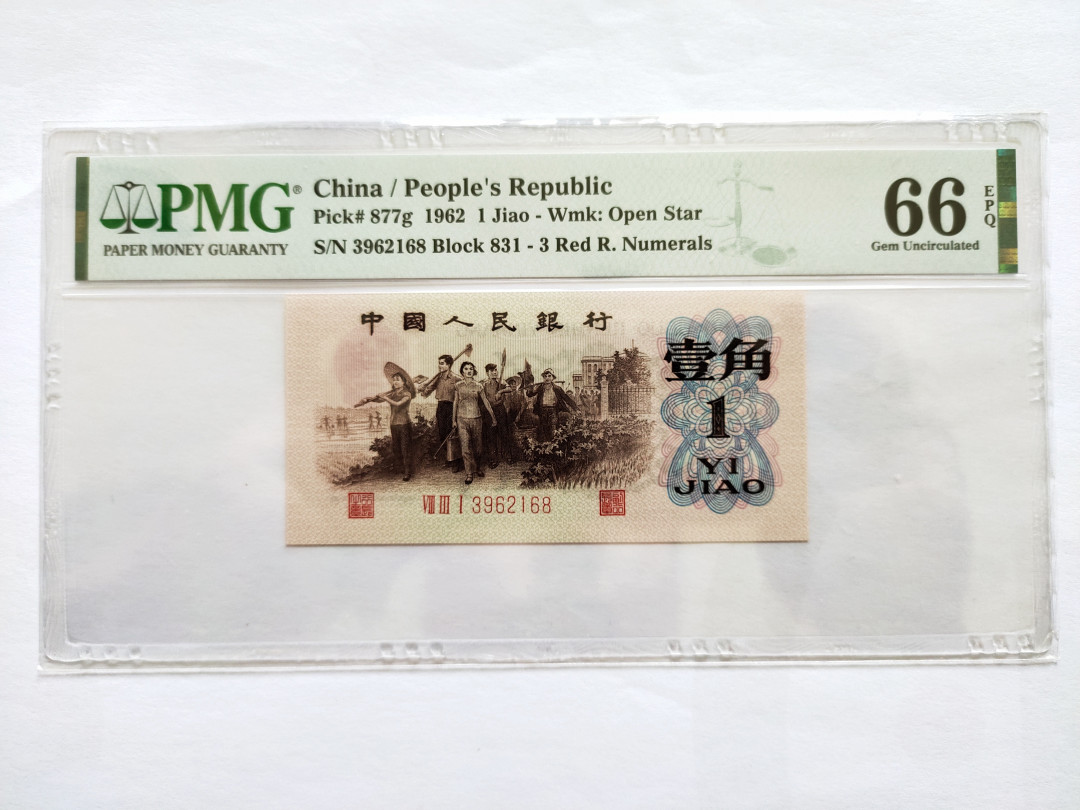 PMG®
PAPER MONEY GUARANTY
China / People's Republic
Pick# 877g 1962 1 Jiao - Wmk: Open Star
S/N 3962168 Block 831 - 3 Red R. Numerals
66
EPQ
Gem Uncirculated
中國人民銀行
壹角
1
YI
JIAO
VIII III I 3962168